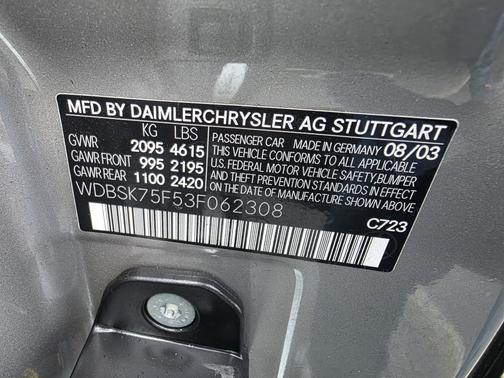 MFD BY DAIMLERCHRYSLER AG STUTTGART
KG LBS
GVWR 2095 4615
GAWR FRONT 995 2195
GAWR REAR 1100 2420
PASSENGER CAR MADE IN GERMANY 08/03
THIS CAR CONFORMS TO ALL APPLICABLE
U.S. FEDERAL MOTOR VEHICLE SAFETY, BUMPER
AND THEFT PREVENTION STANDARDS IN EFFECT
ON THE DATE OF MANUFACTURE SHOWN ABOVE
WDBSK75F53F062308
C723